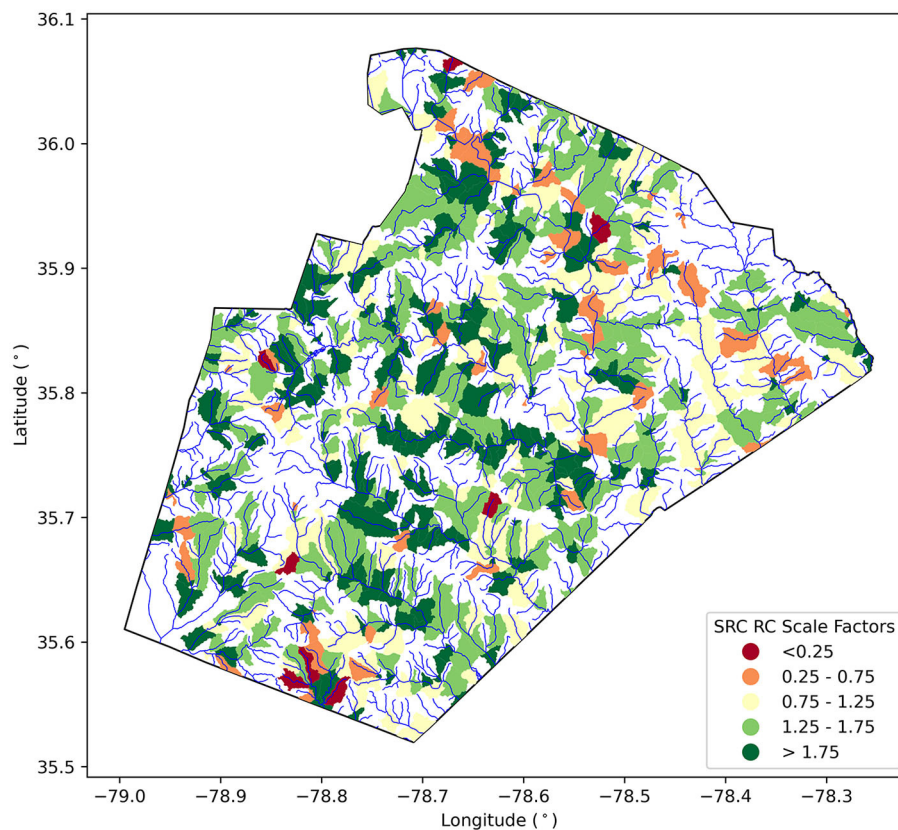 36.1
36.0
35.9
35.8
35.7
35.6
35.5
Latitude (°)
−79.0 −78.9 −78.8 −78.7 −78.6 −78.5 −78.4 −78.3
Longitude (°)
SRC RC Scale Factors
<0.25
0.25 - 0.75
0.75 - 1.25
1.25 - 1.75
> 1.75